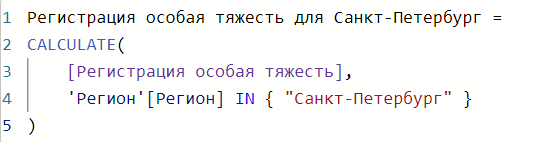 1 Регистрация особая тяжесть для Санкт-Петербург =
2 CALCULATE(
3 [Регистрация особая тяжесть],
4 'Регион'[Регион] IN { "Санкт-Петербург" }
5 )